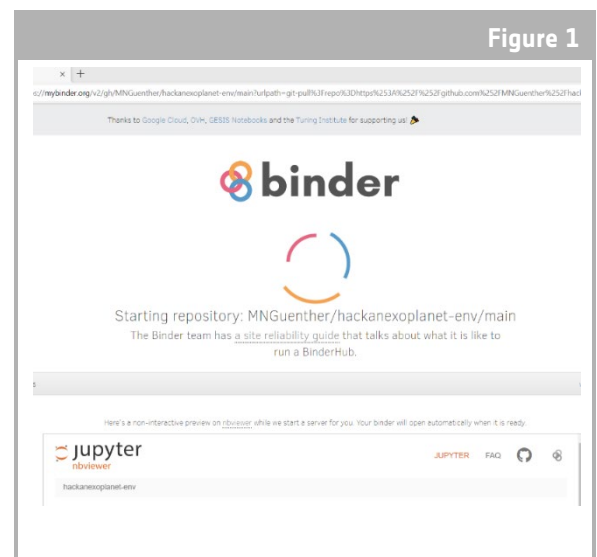 Figure 1
× +
s://mybinder.org/v2/gh/MNGuenther/hackanexoplanet-env/main?urlpath=git-pull%3Frepo%3Dhttps%253A%252F%252Fgithub.com%252FMNGuenther%252Fhac
Thanks to Google Cloud, OVH, GESIS Notebooks and the Turing Institute for supporting us!
binder
Starting repository: MNGuenther/hackanexoplanet-env/main
The Binder team has a site reliability guide that talks about what it is like to
run a BinderHub.
Here's a non-interactive preview on nbviewer while we start a server for you. Your binder will open automatically when it is ready.
jupyter
nbviewer
JUPYTER FAQ
hackanexoplanet-env